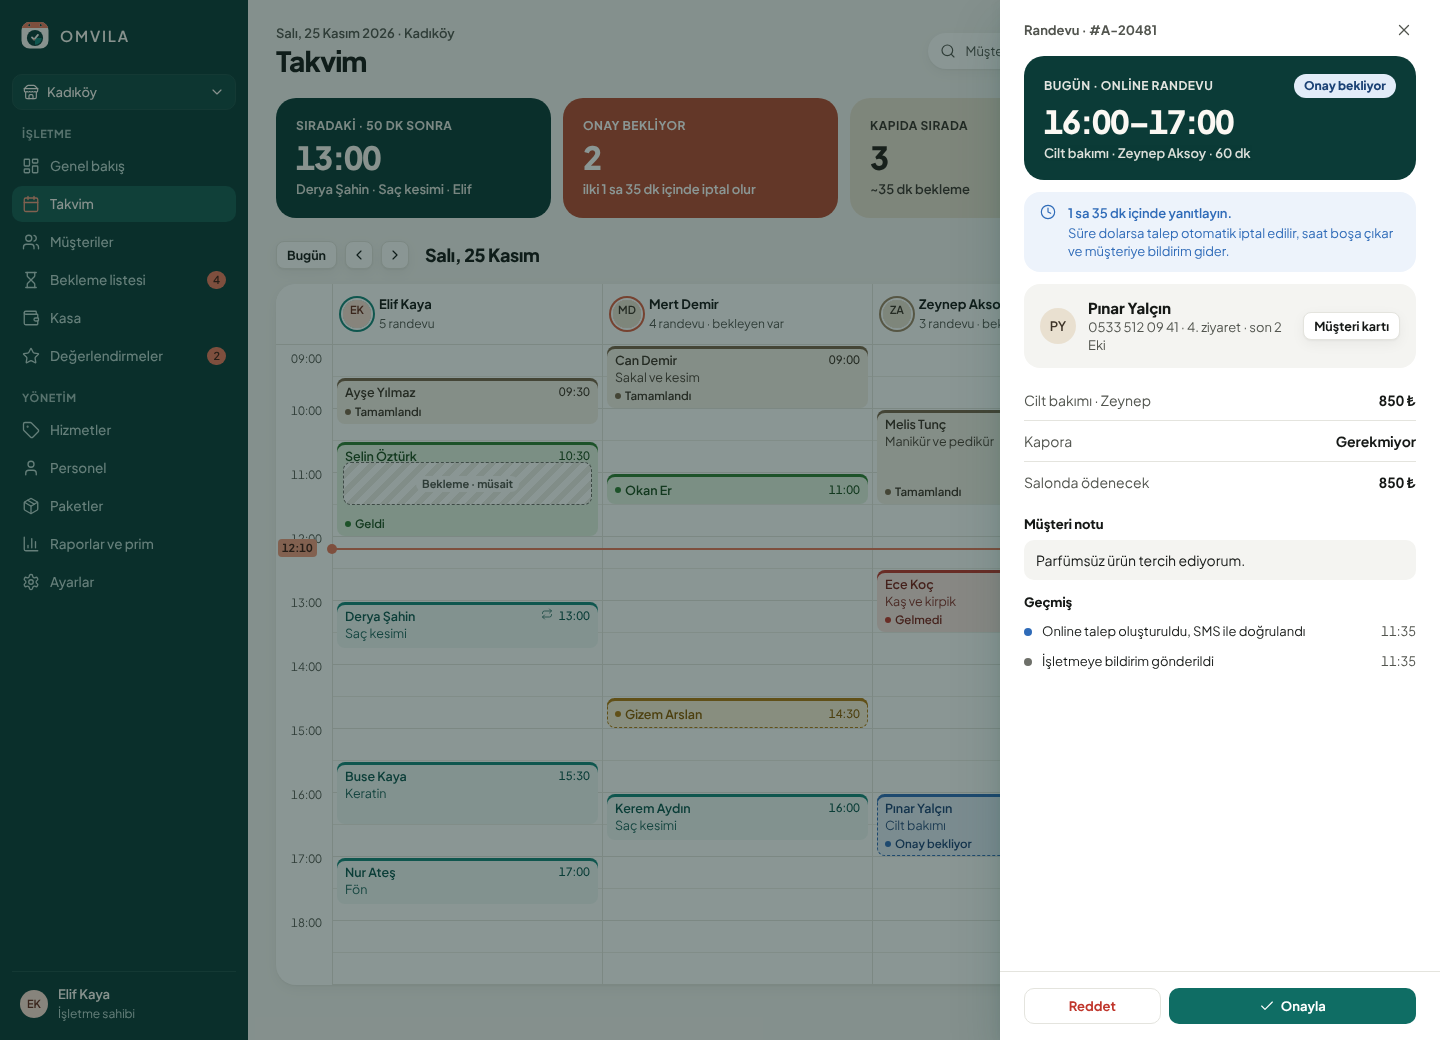 OMVILA
Kadıköy
İŞLETME
Genel bakış
Takvim
Müşteriler
Bekleme listesi
4
Kasa
Değerlendirmeler
2
YÖNETİM
Hizmetler
Personel
Paketler
Raporlar ve prim
Ayarlar
EK
Elif Kaya
İşletme sahibi
Salı, 25 Kasım 2026 · Kadıköy
Takvim
Müşte
SIRADAKİ · 50 DK SONRA
13:00
Derya Şahin · Saç kesimi · Elif
ONAY BEKLİYOR
2
ilki 1 sa 35 dk içinde iptal olur
KAPIDA SIRADA
3
~35 dk bekleme
Bugün
Salı, 25 Kasım
EK
Elif Kaya
5 randevu
MD
Mert Demir
4 randevu · bekleyen var
ZA
Zeynep Akso
3 randevu · bek
09:00
10:00
11:00
12:00
12:10
13:00
14:00
15:00
16:00
17:00
18:00
Ayşe Yılmaz 09:30
Tamamlandı
Selin Öztürk 10:30
Bekleme · müsait
Geldi
Derya Şahin 13:00
Saç kesimi
Buse Kaya 15:30
Keratin
Nur Ateş 17:00
Fön
Can Demir 09:00
Sakal ve kesim
Tamamlandı
Okan Er 11:00
Gizem Arslan 14:30
Kerem Aydın 16:00
Saç kesimi
Melis Tunç
Manikür ve pedikür
Tamamlandı
Ece Koç
Kaş ve kirpik
Gelmedi
Pınar Yalçın
Cilt bakımı
Onay bekliyor
Randevu · #A-20481
BUGÜN · ONLİNE RANDEVU
Onay bekliyor
16:00–17:00
Cilt bakımı · Zeynep Aksoy · 60 dk
1 sa 35 dk içinde yanıtlayın.
Süre dolarsa talep otomatik iptal edilir, saat boşa çıkar
ve müşteriye bildirim gider.
PY
Pınar Yalçın
0533 512 09 41 · 4. ziyaret · son 2
Eki
Müşteri kartı
Cilt bakımı · Zeynep 850 ₺
Kapora Gerekmiyor
Salonda ödenecek 850 ₺
Müşteri notu
Parfümsüz ürün tercih ediyorum.
Geçmiş
Online talep oluşturuldu, SMS ile doğrulandı 11:35
İşletmeye bildirim gönderildi 11:35
Reddet
Onayla